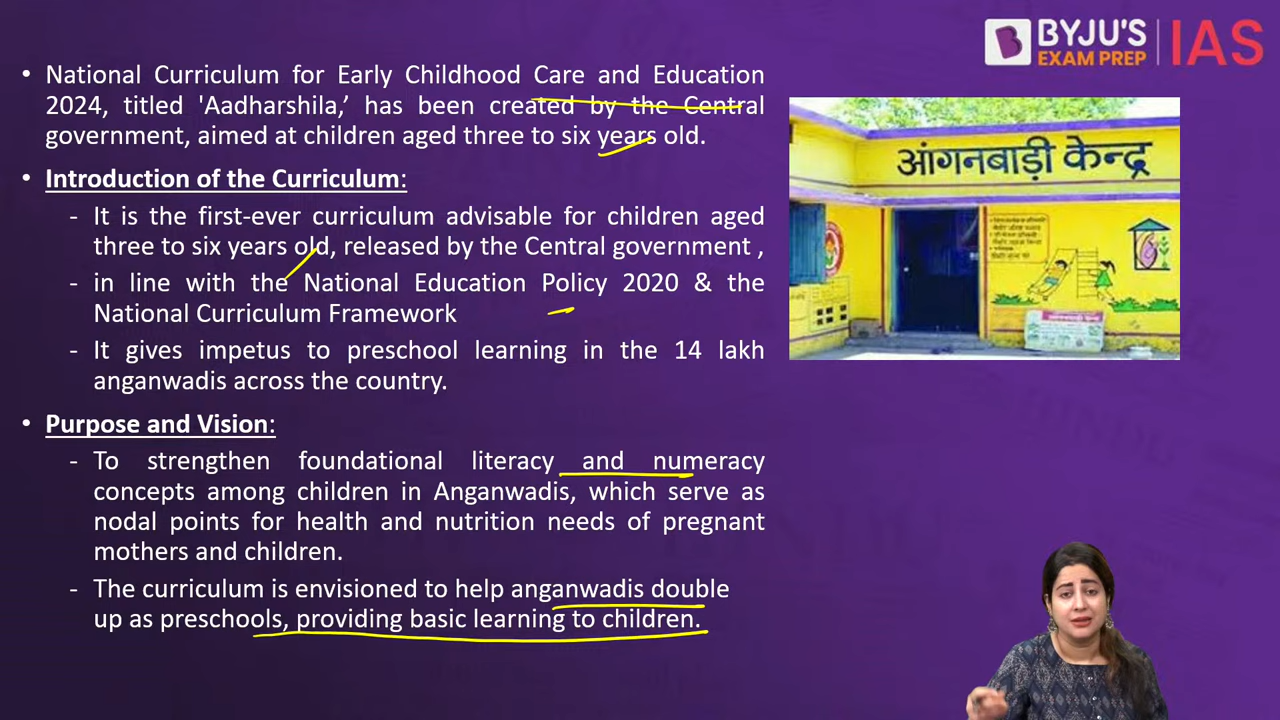 BYJU'S IAS
EXAM PREP
• National Curriculum for Early Childhood Care and Education
2024, titled 'Aadharshila,’ has been created by the Central
government, aimed at children aged three to six years old.
• Introduction of the Curriculum:
- It is the first-ever curriculum advisable for children aged
three to six years old, released by the Central government ,
- in line with the National Education Policy 2020 & the
National Curriculum Framework
- It gives impetus to preschool learning in the 14 lakh
anganwadis across the country.
• Purpose and Vision:
- To strengthen foundational literacy and numeracy
concepts among children in Anganwadis, which serve as
nodal points for health and nutrition needs of pregnant
mothers and children.
- The curriculum is envisioned to help anganwadis double
up as preschools, providing basic learning to children.
आंगनबाड़ी केन्द्र